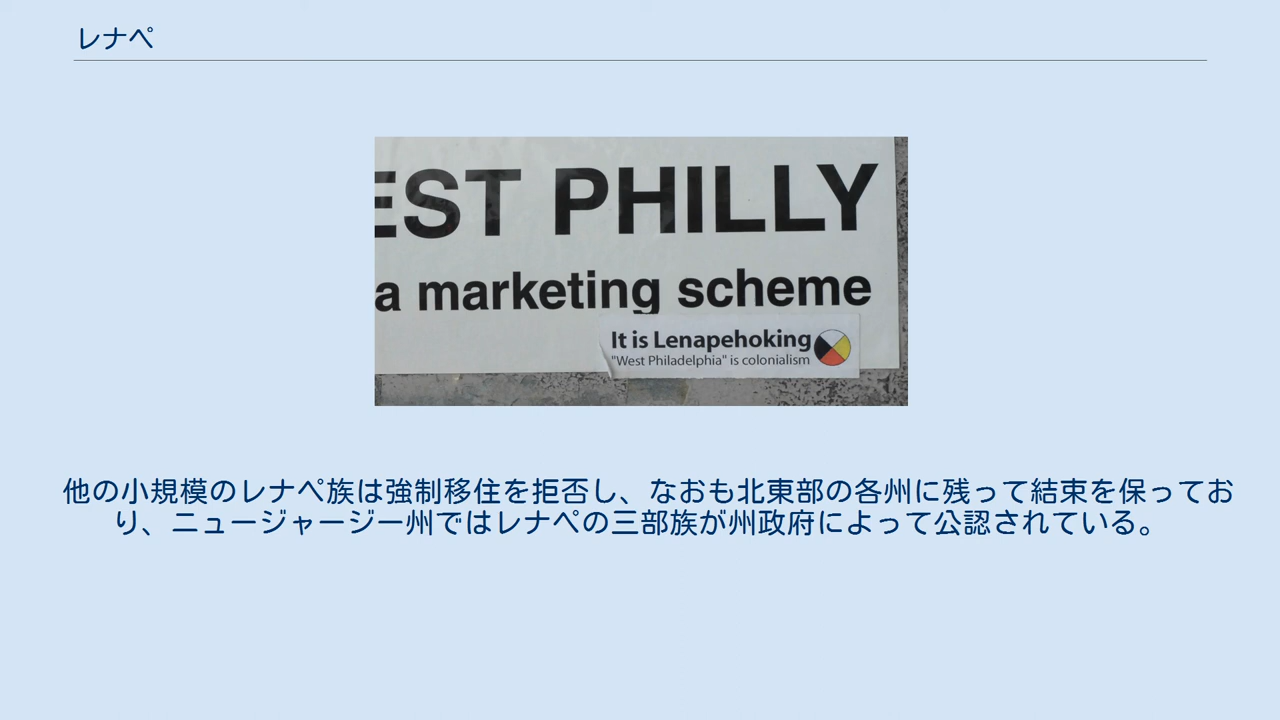 レナペ
EST PHILLY
a marketing scheme
It is Lenapehoking
"West Philadelphia" is colonialism
他の小規模のレナペ族は強制移住を拒否し、なおも北東部の各州に残って結束を保ってお
り、ニュージャージー州ではレナペの三部族が州政府によって公認されている。